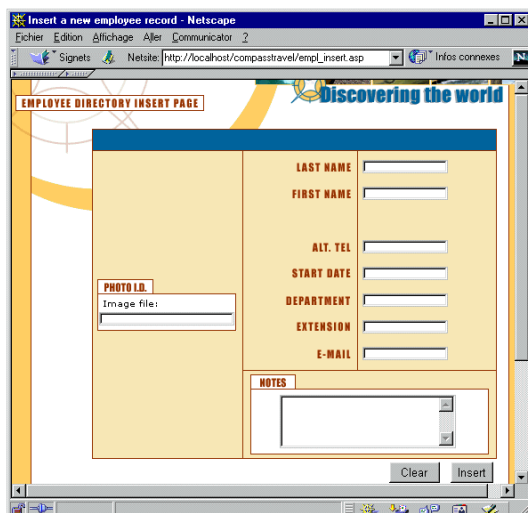 Insert a new employee record - Netscape
Fichier Edition Affichage Aller Communicator ?
Signets Netsite: http://localhost/compasstravel/empl_insert.asp Infos connexes N
Discovering the world
EMPLOYEE DIRECTORY INSERT PAGE
LAST NAME
FIRST NAME
ALT. TEL
START DATE
PHOTO I.D.
Image file:
DEPARTMENT
EXTENSION
E-MAIL
NOTES
Clear Insert